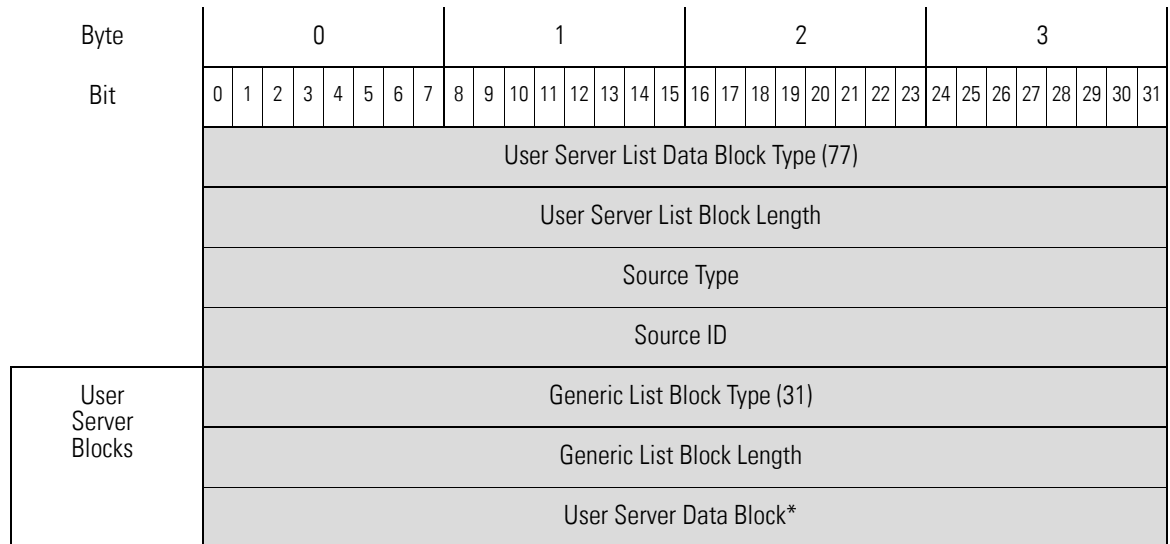 Byte 0 1 2 3
Bit 0 1 2 3 4 5 6 7 8 9 10 11 12 13 14 15 16 17 18 19 20 21 22 23 24 25 26 27 28 29 30 31
User Server List Data Block Type (77)
User Server List Block Length
Source Type
Source ID
User
Server
Blocks
Generic List Block Type (31)
Generic List Block Length
User Server Data Block*